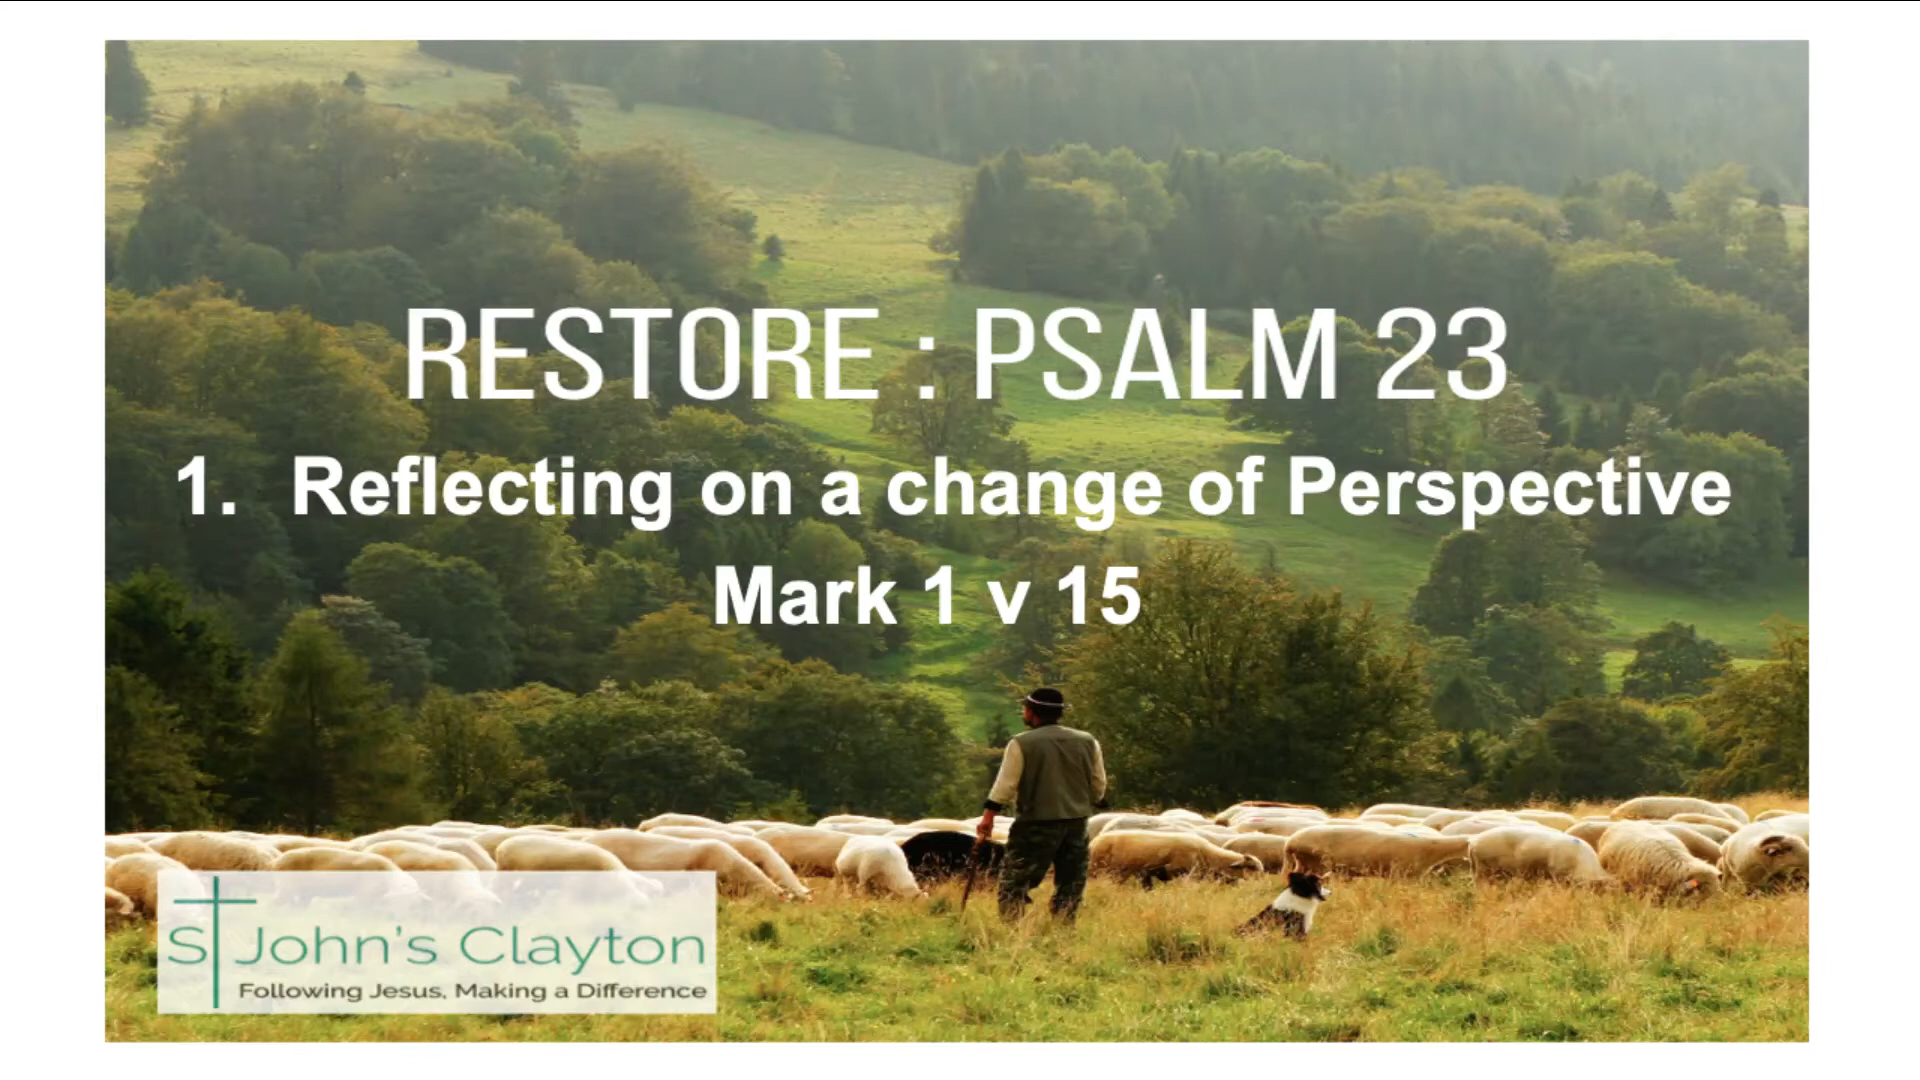 RESTORE : PSALM 23
1. Reflecting on a change of Perspective
Mark 1 v 15
St John's Clayton
Following Jesus, Making a Difference